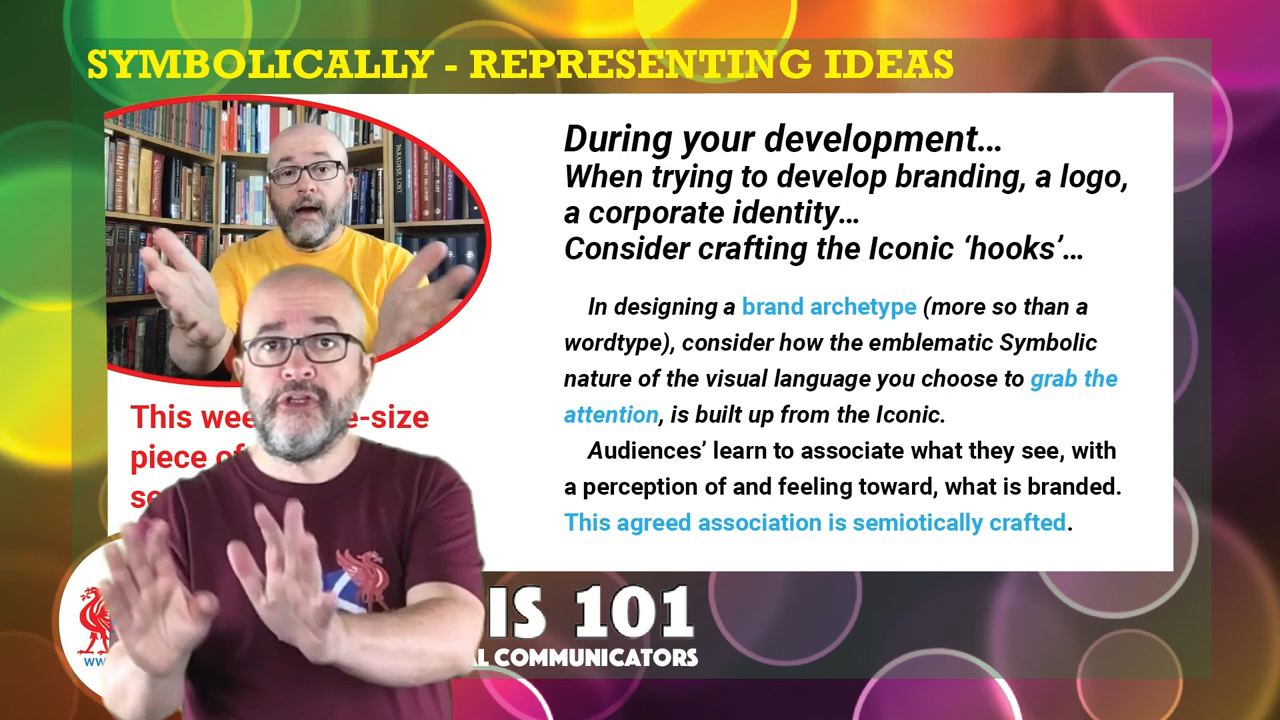 SYMBOLICALLY - REPRESENTING IDEAS
PARADISE LOST
During your development…
When trying to develop branding, a logo,
a corporate identity…
Consider crafting the Iconic ‘hooks’…
In designing a brand archetype (more so than a
wordtype), consider how the emblematic Symbolic
nature of the visual language you choose to grab the
attention, is built up from the Iconic.
Audiences’ learn to associate what they see, with
a perception of and feeling toward, what is branded.
This agreed association is semiotically crafted.
This -size
piece
IS 101
COMMUNICATORS